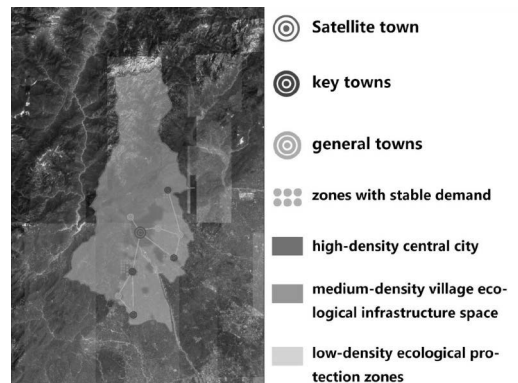 Satellite town
key towns
general towns
zones with stable demand
high-density central city
medium-density village eco-
logical infrastructure space
low-density ecological pro-
tection zones